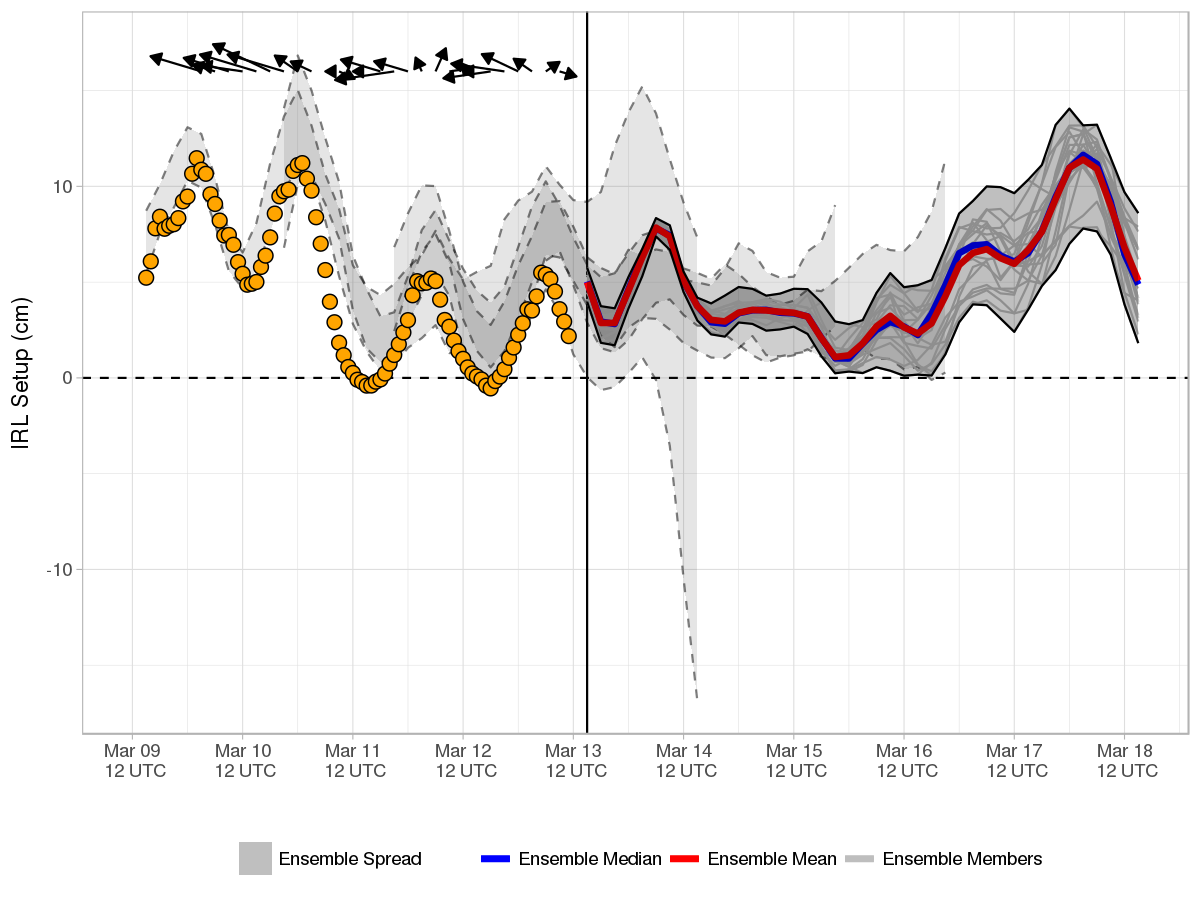 IRL Setup (cm)
10
0
-10
Mar 09
12 UTC
Mar 10
12 UTC
Mar 11
12 UTC
Mar 12
12 UTC
Mar 13
12 UTC
Mar 14
12 UTC
Mar 15
12 UTC
Mar 16
12 UTC
Mar 17
12 UTC
Mar 18
12 UTC
Ensemble Spread
Ensemble Median
Ensemble Mean
Ensemble Members